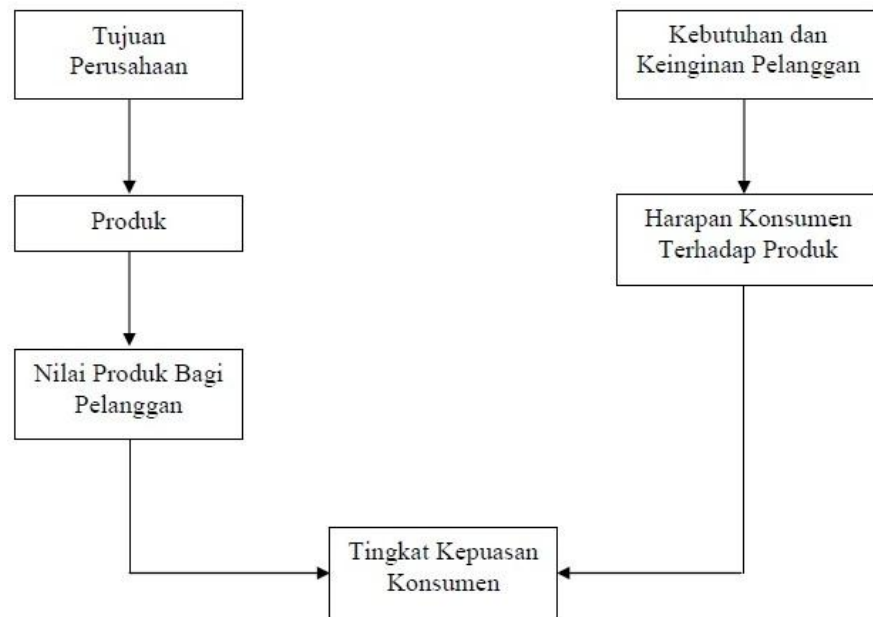 Tujuan
Perusahaan
Kebutuhan dan
Keinginan Pelanggan
Produk
Harapan Konsumen
Terhadap Produk
Nilai Produk Bagi
Pelanggan
Tingkat Kepuasan
Konsumen